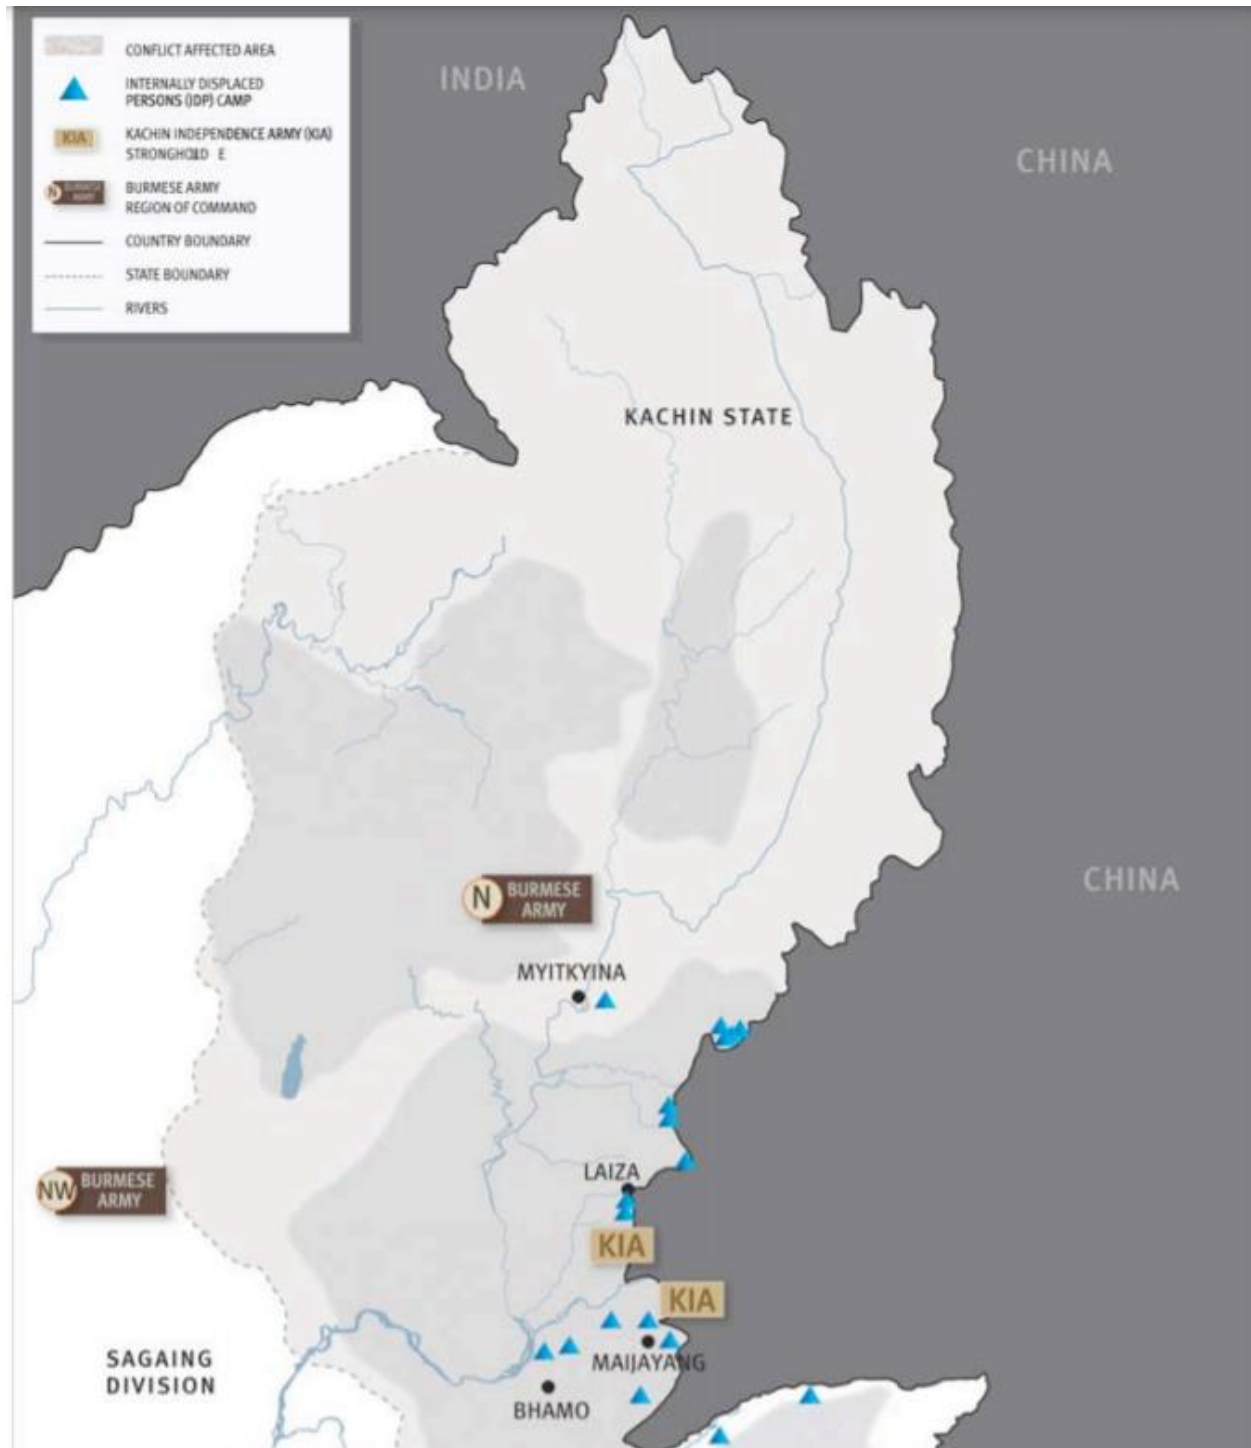 CONFLICT AFFECTED AREA
INTERNALLY DISPLACED
PERSONS (IDP) CAMP
KIA
KACHIN INDEPENDENCE ARMY (KIA)
STRONGHOLD E
N
ARMY
BURMESE ARMY
REGION OF COMMAND
COUNTRY BOUNDARY
STATE BOUNDARY
RIVERS
INDIA
CHINA
KACHIN STATE
CHINA
N BURMESE
ARMY
MYITKYINA
LAIZA
NW BURMESE
ARMY
KIA
KIA
MAIJAYANG
SAGAING
DIVISION
BHAMO